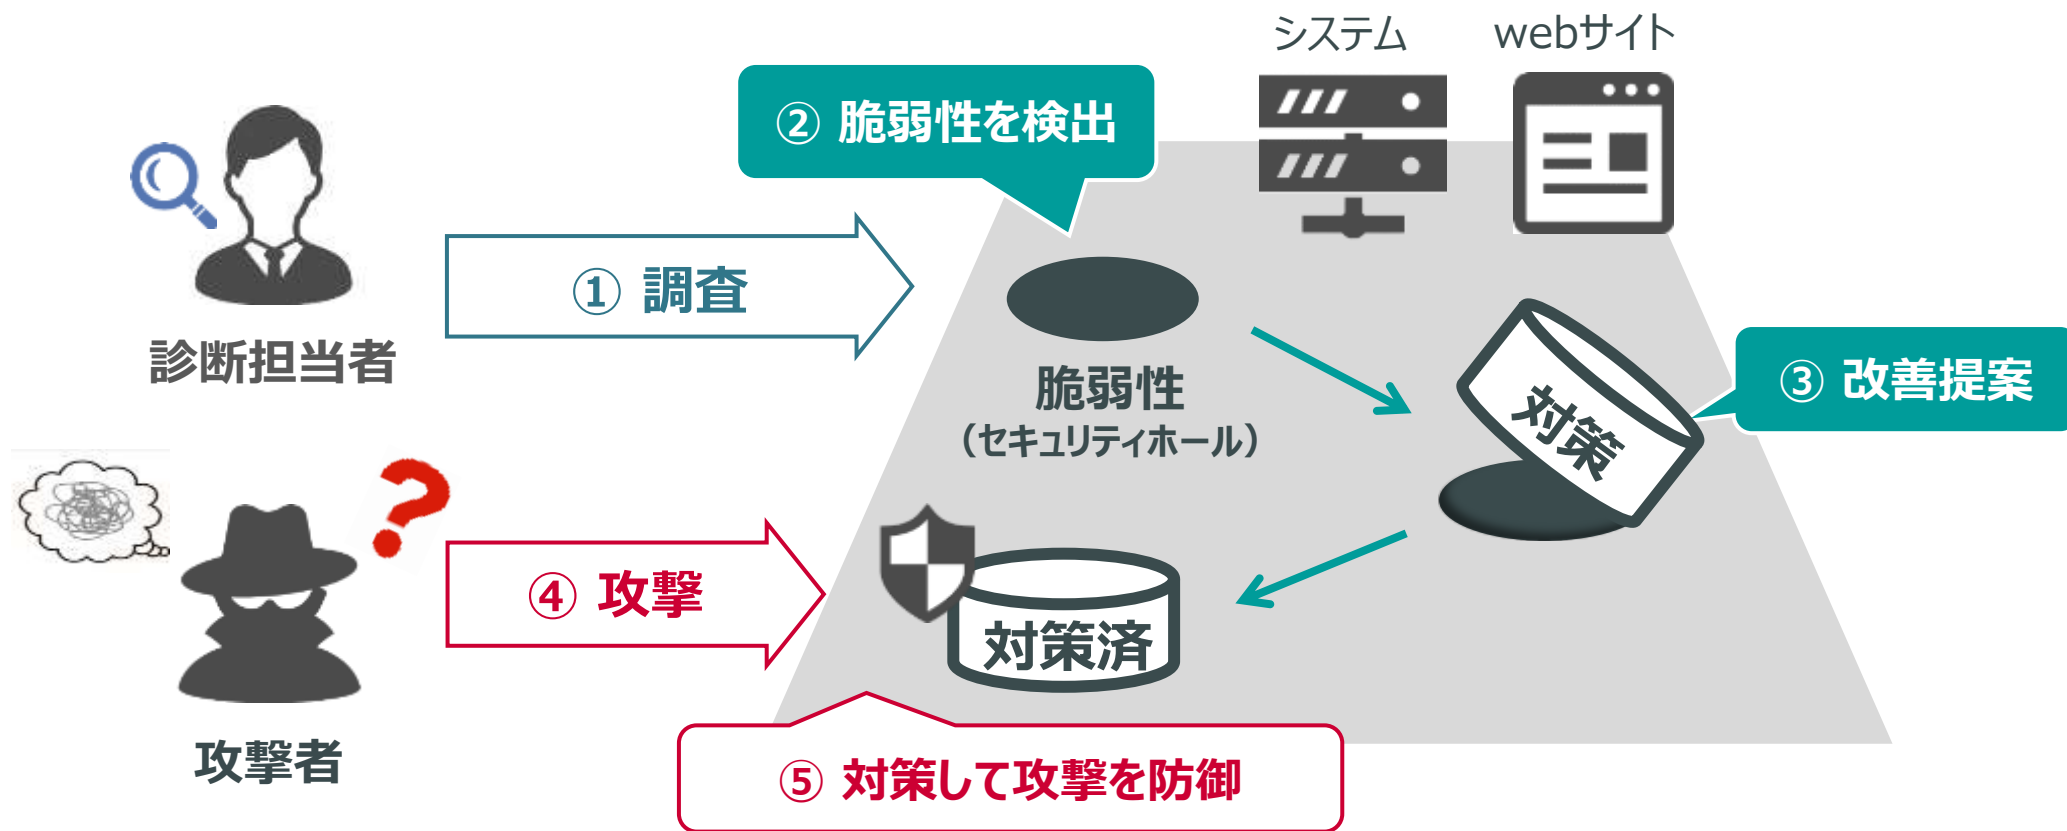 システム
webサイト
② 脆弱性を検出
① 調査
診断担当者
脆弱性
（セキュリティホール）
対策
③ 改善提案
④ 攻撃
対策済
攻撃者
⑤ 対策して攻撃を防御